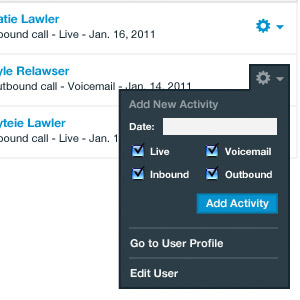 atie Lawler
bound call - Live - Jan. 16, 2011
yle Relawser
utbound call - Voicemail - Jan. 14, 2011
Add New Activity
yteie Lawler
Date:
bound call - Live - Jan. 1
Live
Voicemail
Inbound
Outbound
Add Activity
Go to User Profile
Edit User